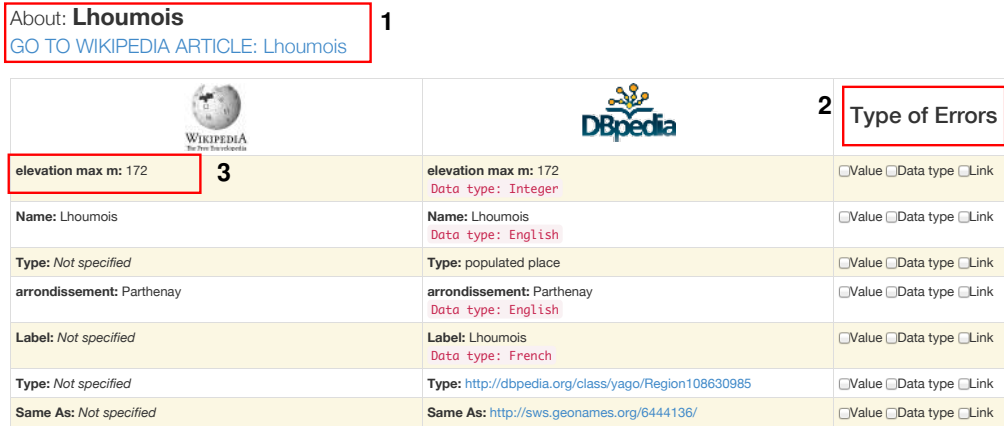 About: Lhoumois
1
GO TO WIKIPEDIA ARTICLE: Lhoumois
WIKIPEDIA
The Free Encyclopedia
DBpedia
2
Type of Errors
elevation max m: 172
3
elevation max m: 172
Data type: Integer
Value Data type Link
Name: Lhoumois
Name: Lhoumois
Data type: English
Value Data type Link
Type: Not specified
Type: populated place
Value Data type Link
arrondissement: Parthenay
arrondissement: Parthenay
Data type: English
Value Data type Link
Label: Not specified
Label: Lhoumois
Data type: French
Value Data type Link
Type: Not specified
Type: http://dbpedia.org/class/yago/Region108630985
Value Data type Link
Same As: Not specified
Same As: http://sws.geonames.org/6444136/
Value Data type Link